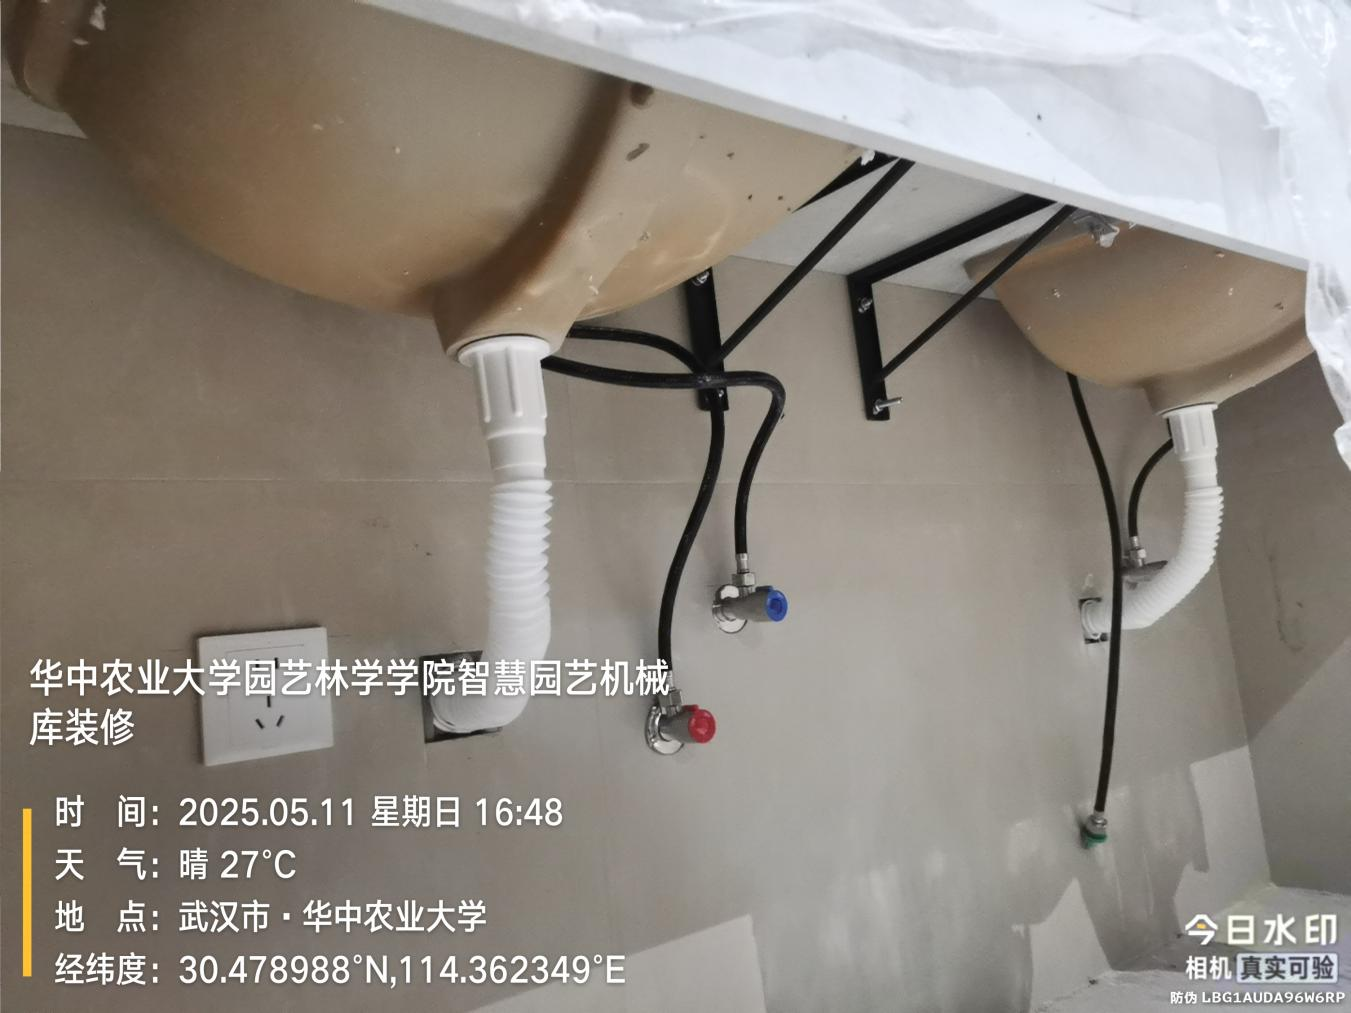 华中农业大学园艺林学学院智慧园艺机械
库装修
时 间：2025.05.11 星期日 16:48
天 气：晴 27°C
地 点：武汉市·华中农业大学
经纬度：30.478988°N,114.362349°E
今日水印
相机 真实可验
防伪 LBG1AUDA96W6RP